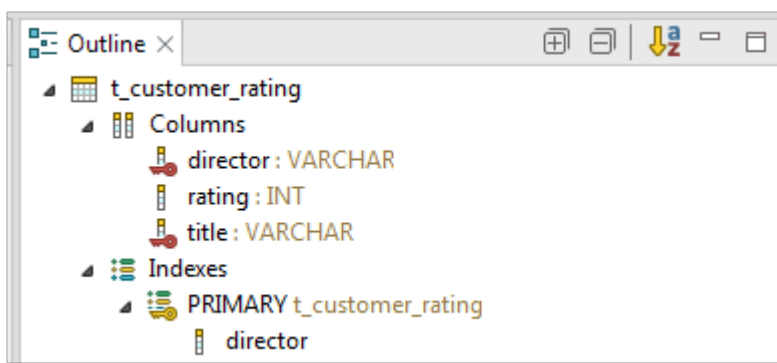 Outline
t_customer_rating
Columns
director : VARCHAR
rating : INT
title : VARCHAR
Indexes
PRIMARY t_customer_rating
director